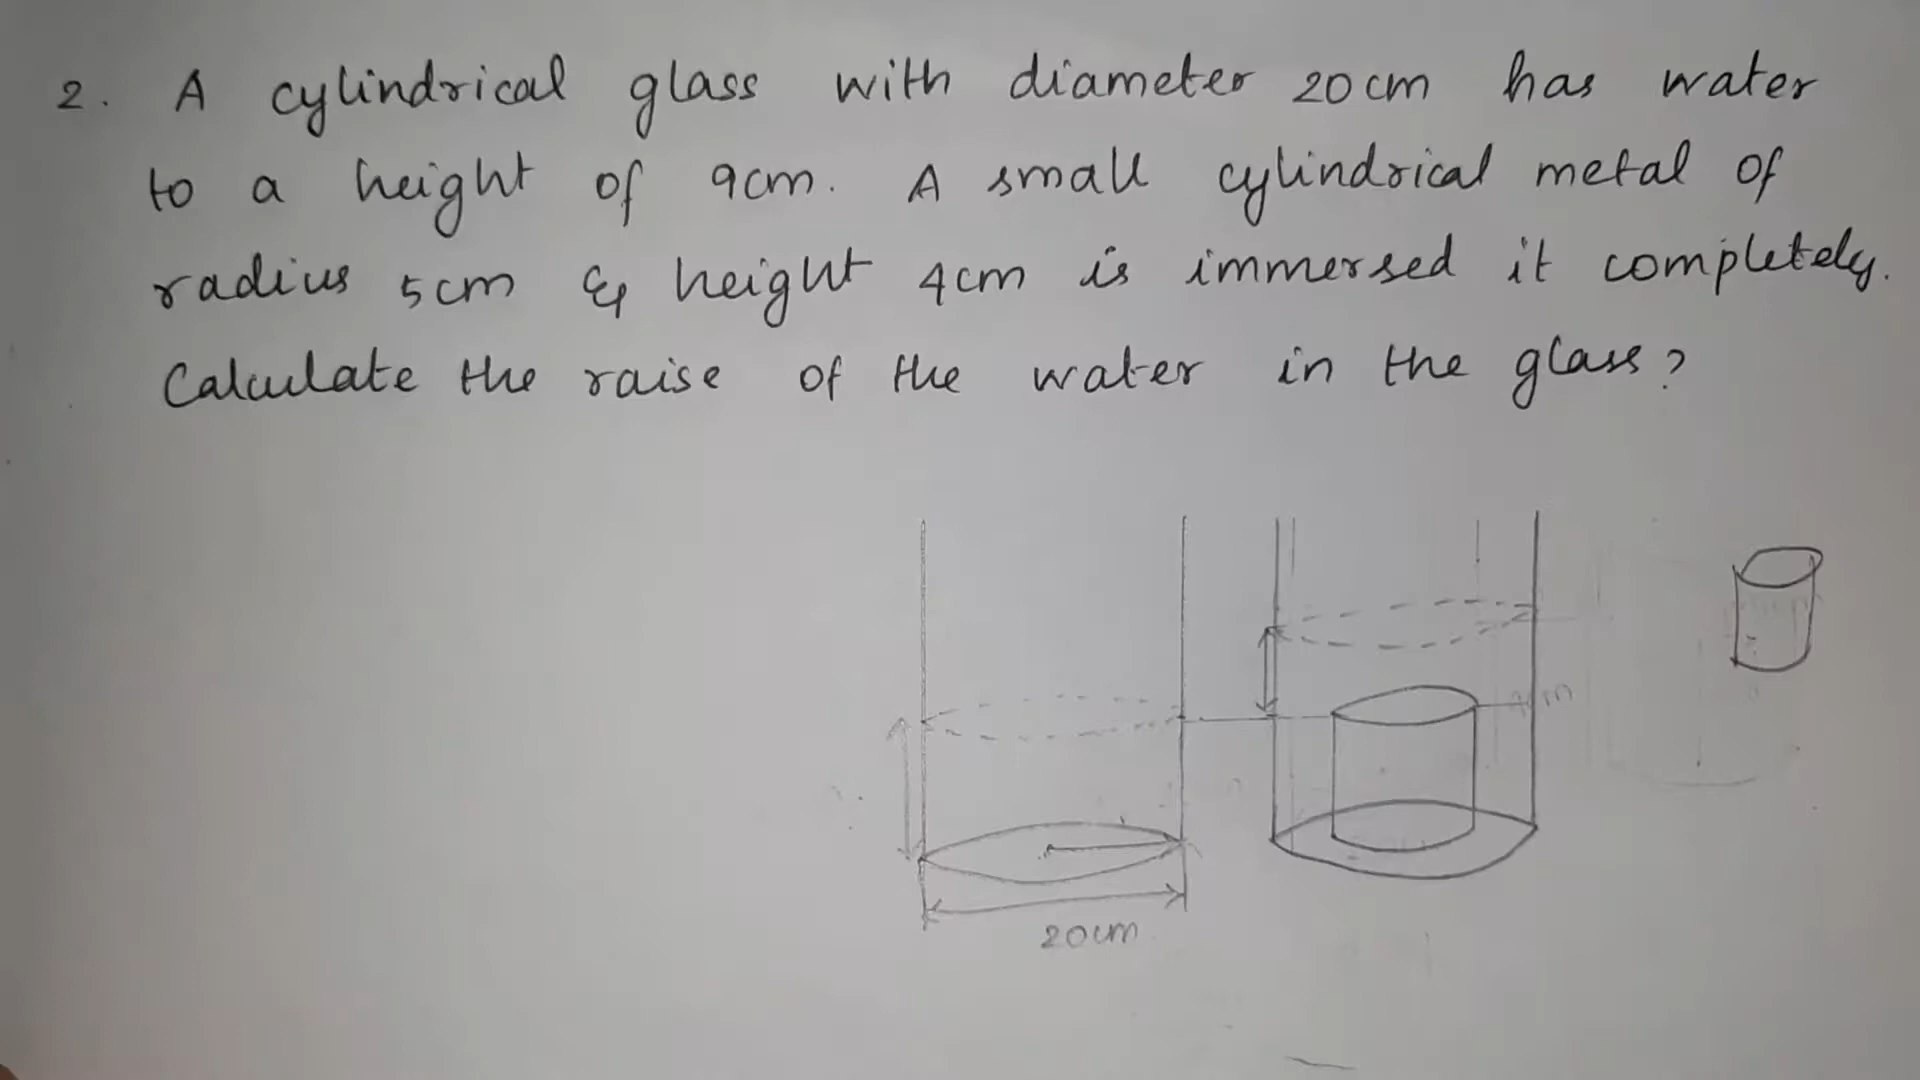 2. A cylindrical glass with diameter 20cm has water
to a height of 9cm. A small cylindrical metal of
radius 5cm & height 4cm is immersed it completely.
Calculate the raise of the water in the glass?
20cm